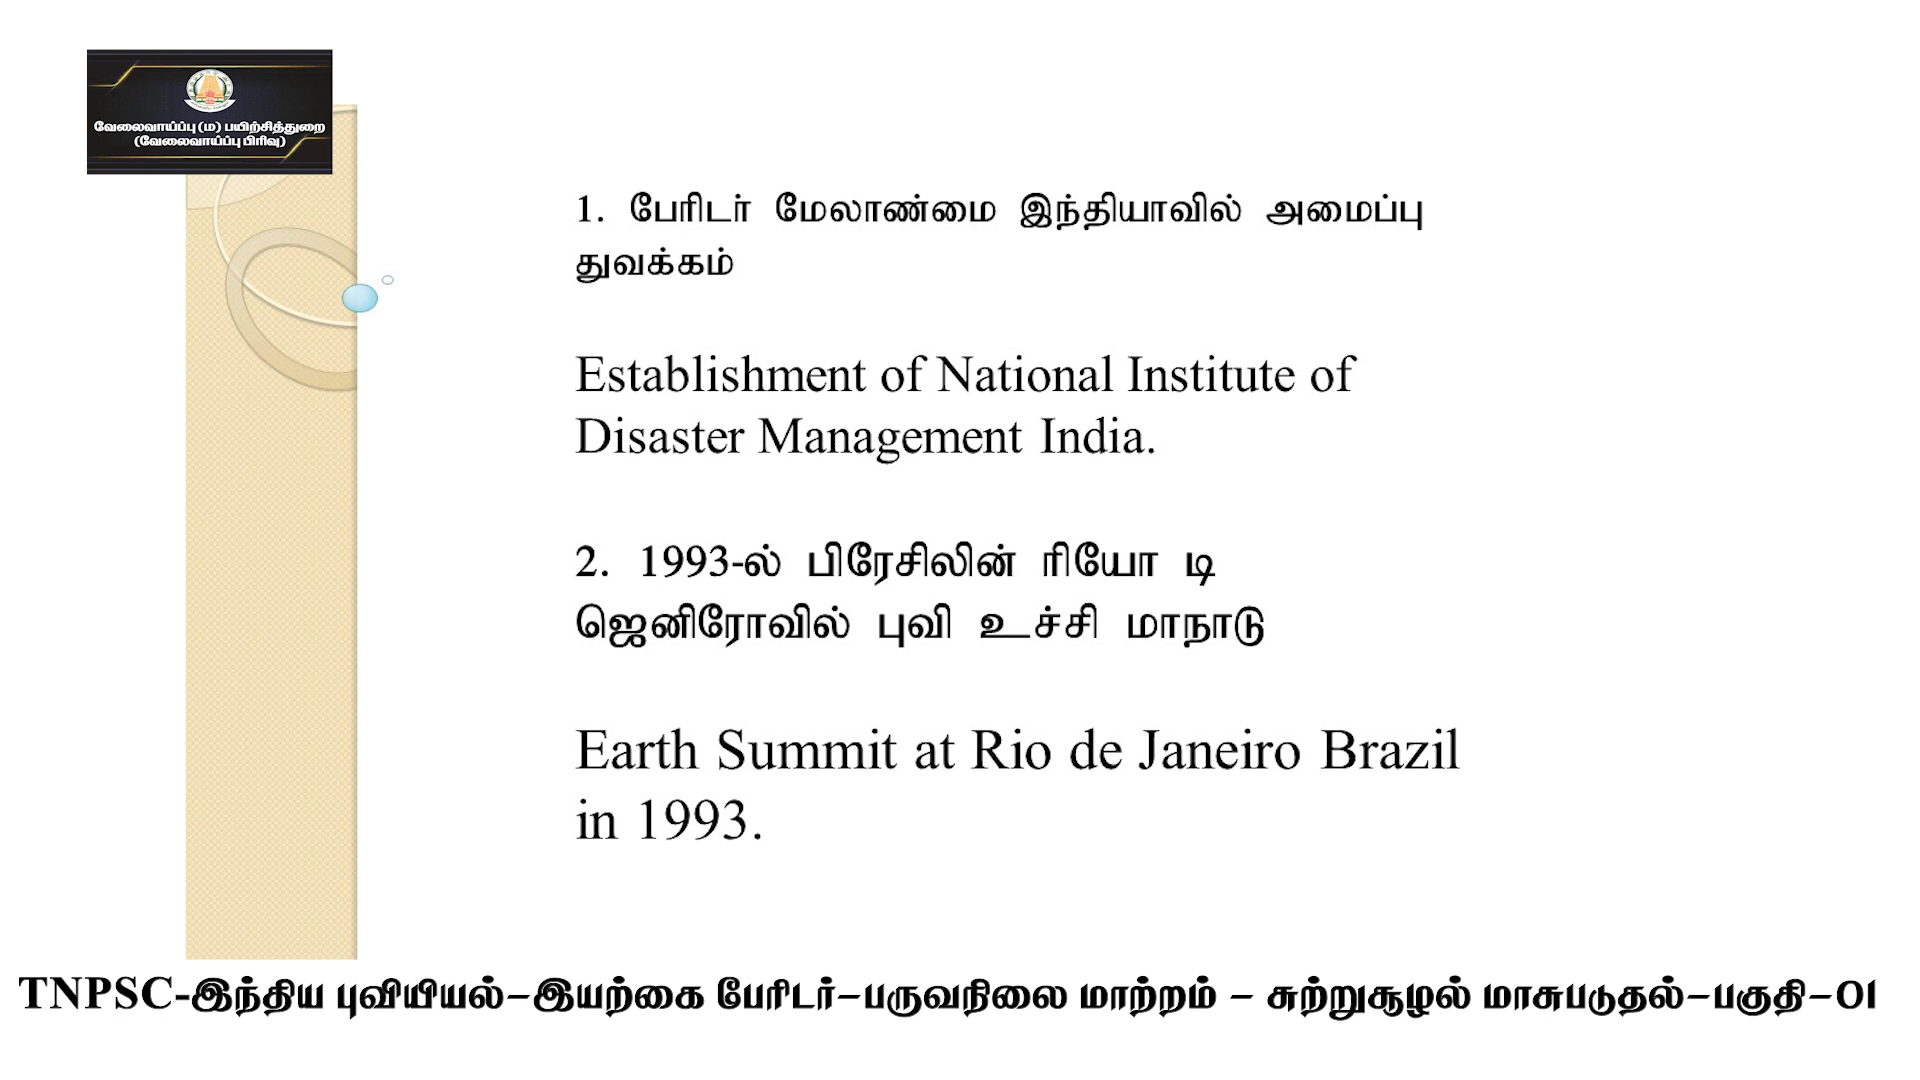 வேலைவாய்ப்பு (ம) பயிற்சித்துறை
(வேலைவாய்ப்பு பிரிவு)
1. பேரிடர் மேலாண்மை இந்தியாவில் அமைப்பு
துவக்கம்
Establishment of National Institute of
Disaster Management India.
2. 1993-ல் பிரேசிலின் ரியோ டி
ஜெனிரோவில் புவி உச்சி மாநாடு
Earth Summit at Rio de Janeiro Brazil
in 1993.
TNPSC-இந்திய புவியியல்–இயற்கை பேரிடர்–பருவநிலை மாற்றம் – சுற்றுசூழல் மாசுபடுதல்–பகுதி–01